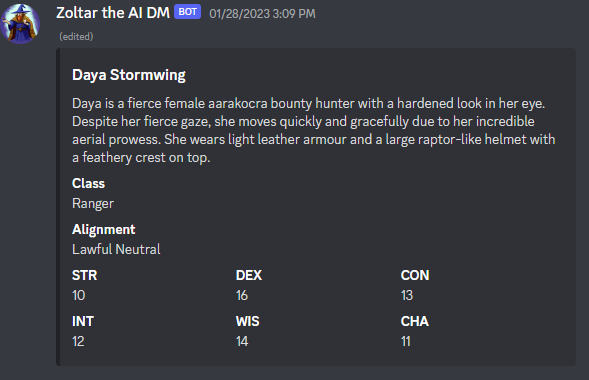 Zoltar the AI DM BOT 01/28/2023 3:09 PM
(edited)
Daya Stormwing
Daya is a fierce female aarakocra bounty hunter with a hardened look in her eye.
Despite her fierce gaze, she moves quickly and gracefully due to her incredible
aerial prowess. She wears light leather armour and a large raptor-like helmet with
a feathery crest on top.
Class
Ranger
Alignment
Lawful Neutral
STR DEX CON
10 16 13
INT WIS CHA
12 14 11